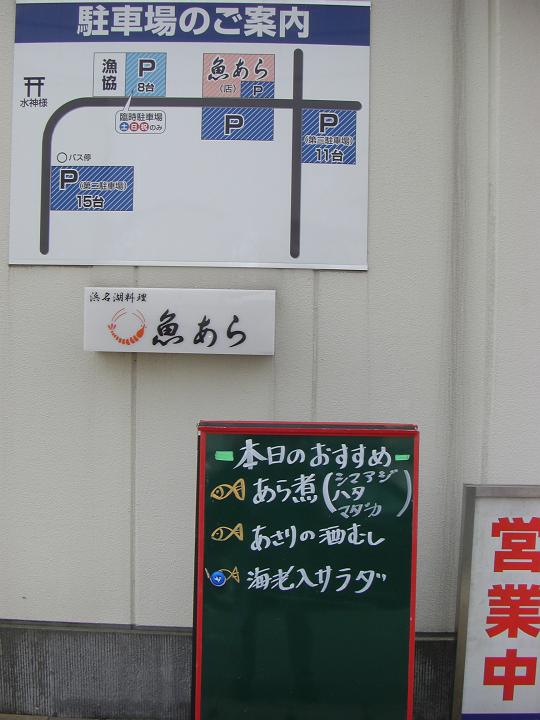 駐車場のご案内
漁協
P
8台
魚あら
(店)
P
水神様
臨時駐車場
土日祝のみ
P
P
(第二駐車場)
11台
バス停
P
(第三駐車場)
15台
浜名湖料理
魚あら
本日のおすすめ
あら煮(シマアジ
ハタ
マダカ)
あさりの酒むし
海老入サラダ
営業中